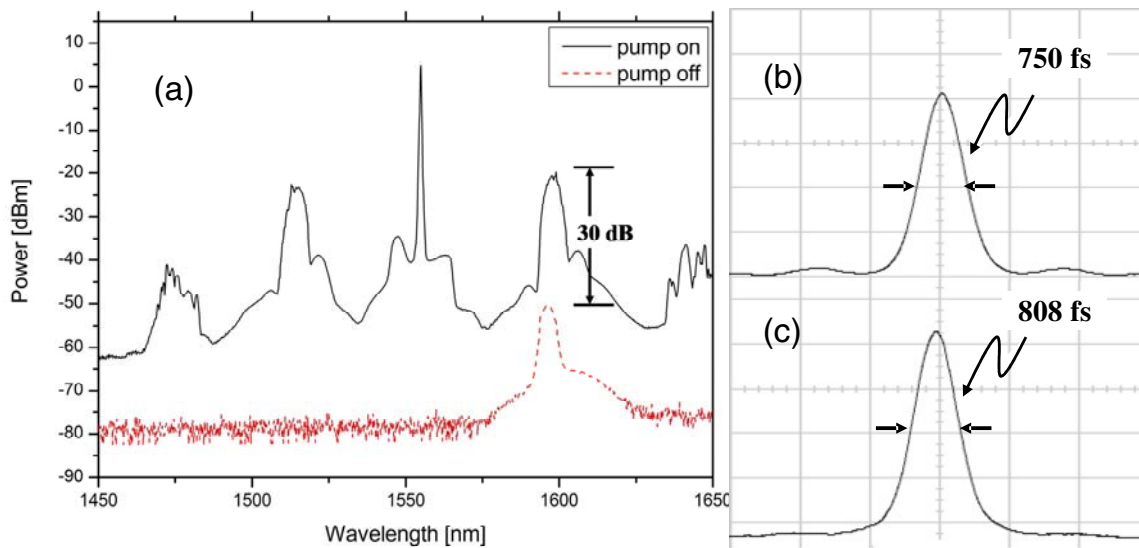 (a)
pump on
pump off
30 dB
Power [dBm]
10
0
-10
-20
-30
-40
-50
-60
-70
-80
-90
1450
1500
1550
1600
1650
Wavelength [nm]
(b)
750 fs
(c)
808 fs